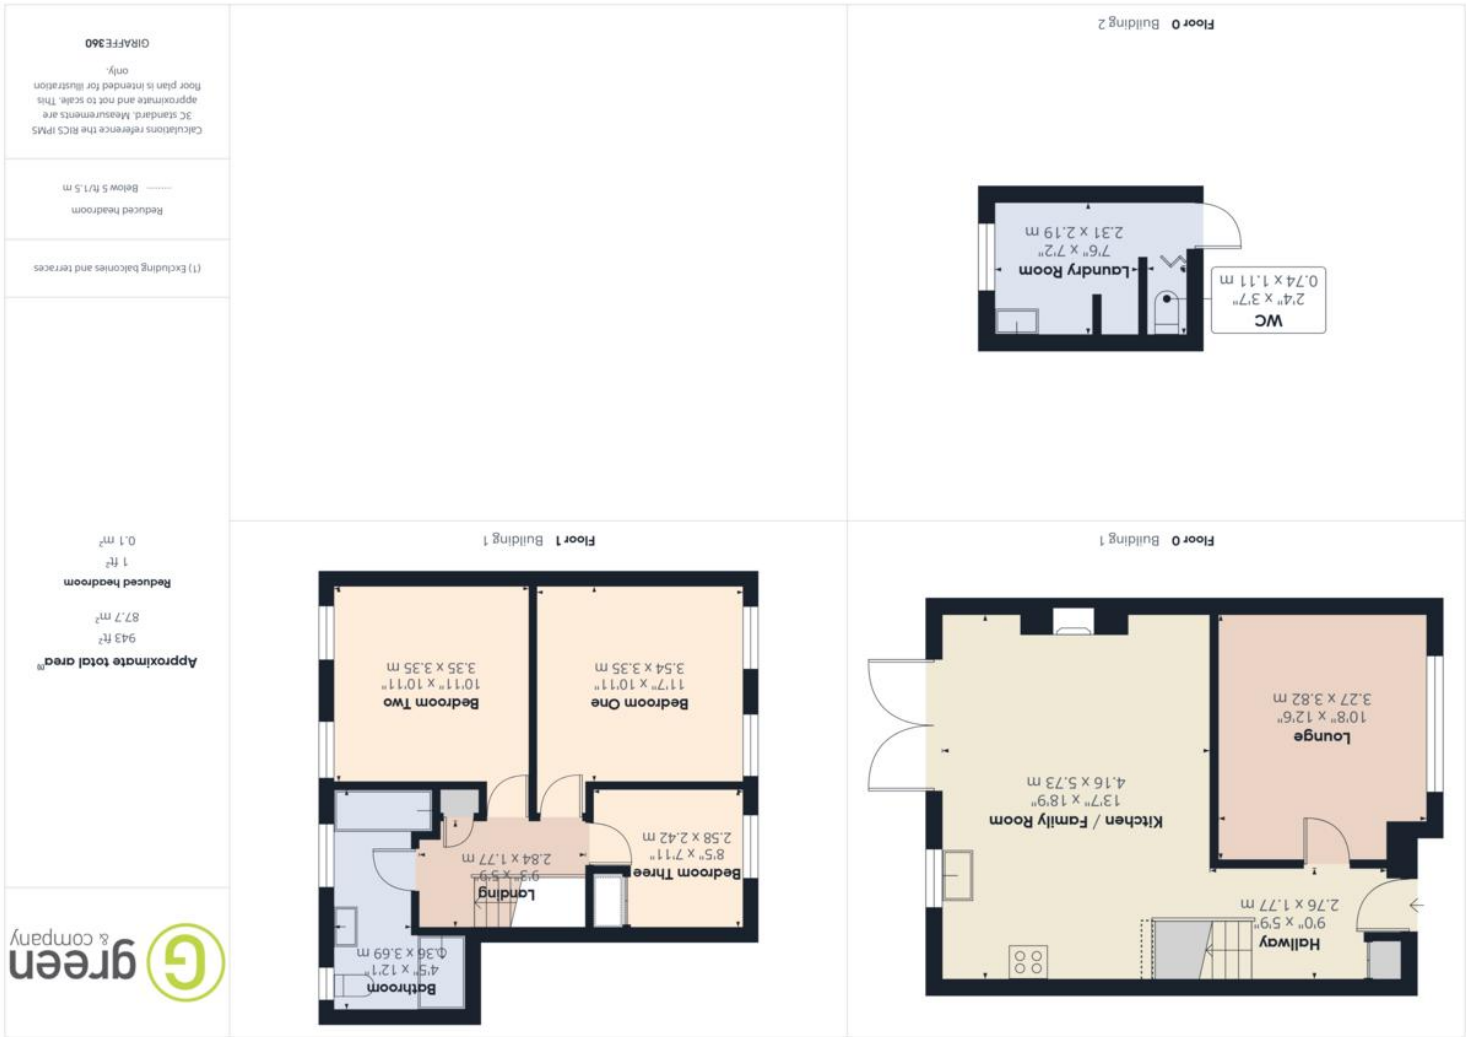 Hallway
9'0" x 5'9"
2.76 x 1.77 m
Lounge
10'8" x 12'6"
3.27 x 3.82 m
Kitchen / Family Room
13'7" x 18'9"
4.16 x 5.73 m
Floor 0 Building 1
Bathroom
4'5" x 12'1"
1.36 x 3.69 m
Landing
9'3" x 5'9"
2.84 x 1.77 m
Bedroom Three
8'5" x 7'11"
2.58 x 2.42 m
Bedroom One
11'7" x 10'11"
3.54 x 3.35 m
Bedroom Two
10'11" x 10'11"
3.35 x 3.35 m
Floor 1 Building 1
WC
2'4" x 3'7"
0.74 x 1.11 m
Laundry Room
7'6" x 7'2"
2.31 x 2.19 m
Floor 0 Building 2
G
green
& company
Approximate total area(1)
943 ft²
87.7 m²
Reduced headroom
1 ft²
0.1 m²
(1) Excluding balconies and terraces
Reduced headroom
Below 5 ft/1.5 m
Calculations reference the RICS IPMS
3C standard. Measurements are
approximate and not to scale. This
floor plan is intended for illustration
only.
GIRAFFE360